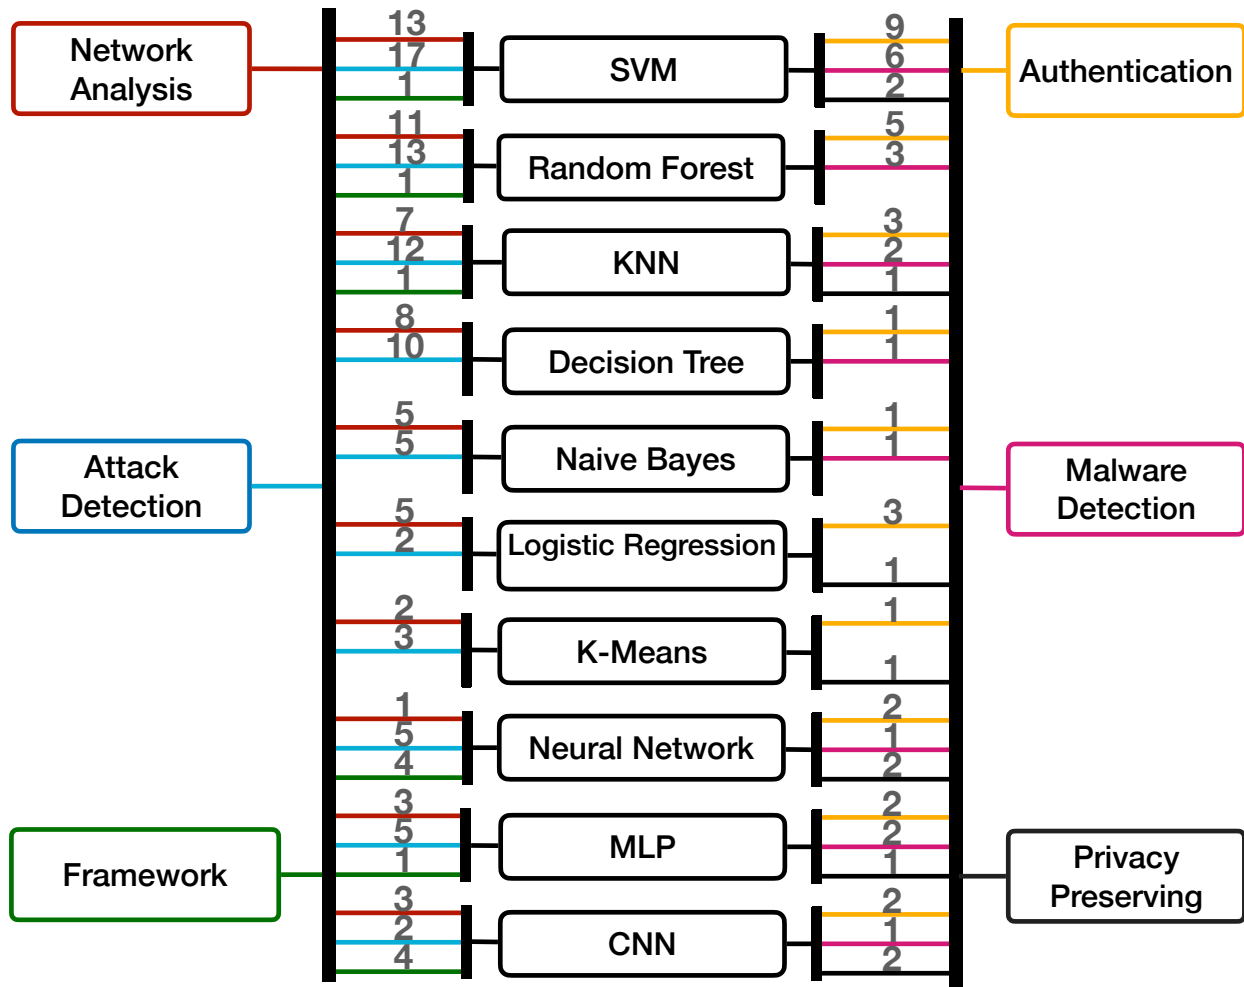 Network
Analysis
Attack
Detection
Framework
13
17
1
SVM
9
6
2
11
13
1
Random Forest
5
3
7
12
1
KNN
3
2
1
8
10
Decision Tree
1
1
5
5
Naive Bayes
1
1
5
2
Logistic Regression
3
1
2
3
K-Means
1
1
1
5
4
Neural Network
2
1
2
3
5
1
MLP
2
2
1
3
2
4
CNN
2
1
2
Authentication
Malware
Detection
Privacy
Preserving